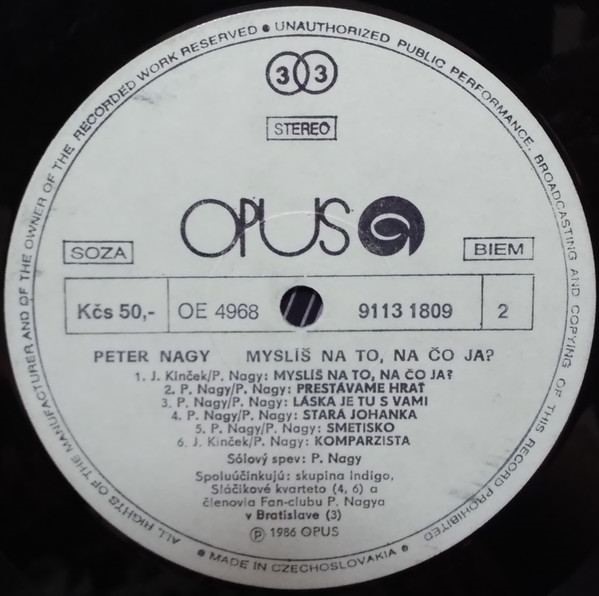 ALL RIGHTS OF THE MANUFACTURER AND OF THE OWNER OF THE RECORDED WORK RESERVED • UNAUTHORIZED PUBLIC PERFORMANCE, BROADCASTING AND COPYING OF THIS RECORD PROHIBITED
33
STEREO
OPUS
SOZA
BIEM
Kčs 50,- OE 4968 9113 1809 2
PETER NAGY MYSLÍŠ NA TO, NA ČO JA?
1. J. Kinček/P. Nagy: MYSLÍŠ NA TO, NA ČO JA?
2. P. Nagy/P. Nagy: PRESTÁVAME HRAŤ
3. P. Nagy/P. Nagy: LÁSKA JE TU S VAMI
4. P. Nagy/P. Nagy: STARÁ JOHANKA
5. P. Nagy/P. Nagy: SMETISKO
6. J. Kinček/P. Nagy: KOMPARZISTA
Sólový spev: P. Nagy
Spoluúčinkujú: skupina Indigo,
Sláčikové kvarteto (4, 6) a
členovia Fan-clubu P. Nagya
v Bratislave (3)
Ⓟ 1986 OPUS
• MADE IN CZECHOSLOVAKIA •